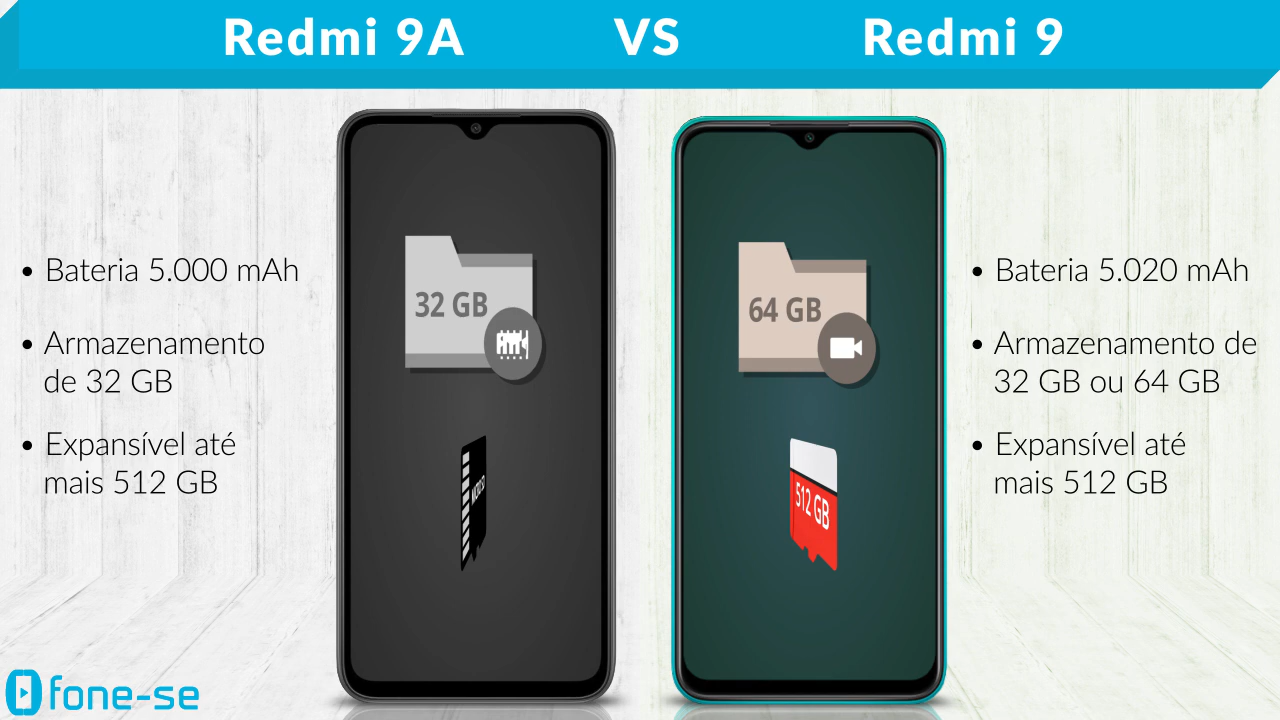 Redmi 9A VS Redmi 9
• Bateria 5.000 mAh
• Armazenamento
de 32 GB
• Expansível até
mais 512 GB
32 GB
64 GB
512 GB
• Bateria 5.020 mAh
• Armazenamento de
32 GB ou 64 GB
• Expansível até
mais 512 GB
fone-se